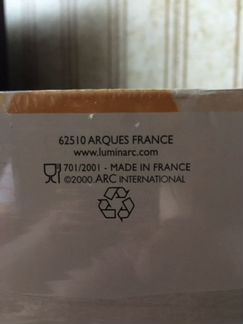 62510 ARQUES FRANCE
www.luminarc.com
701/2001 - MADE IN FRANCE
©2000.ARC INTERNATIONAL